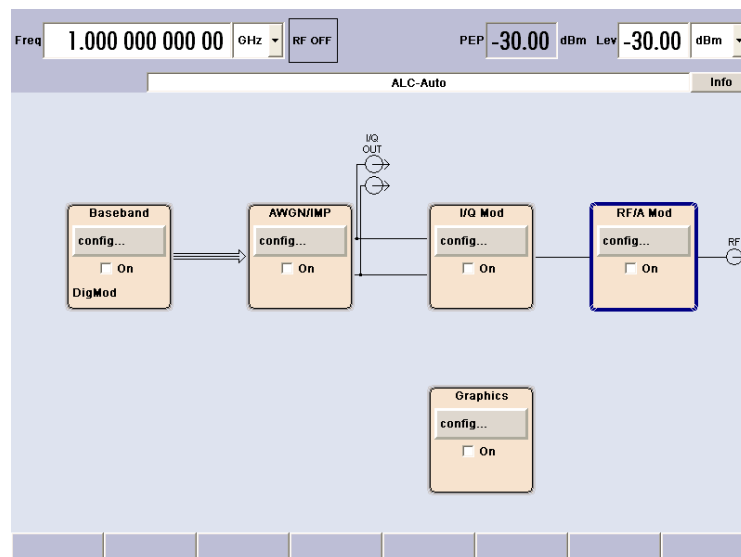 Freq 1.000 000 000 00 GHz RF OFF PEP -30.00 dBm Lev -30.00 dBm
ALC-Auto Info
I/Q
OUT
Baseband AWGN/IMP I/Q Mod RF/A Mod
config... config... config... config... RF
On On On On
DigMod
Graphics
config...
On